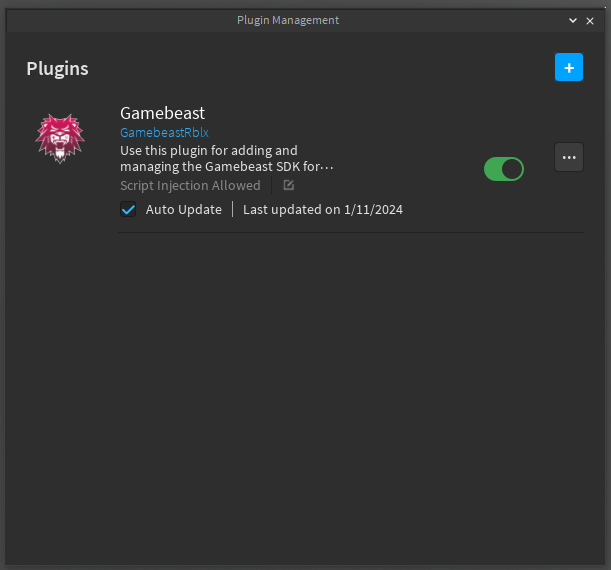 Plugin Management
Plugins
+
Gamebeast
GamebeastRblx
Use this plugin for adding and
managing the Gamebeast SDK for···
Script Injection Allowed
Auto Update | Last updated on 1/11/2024